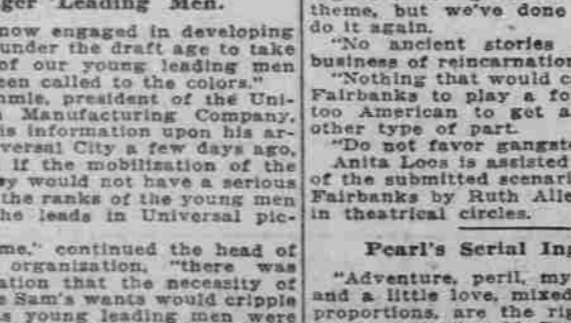 ger Leading Men.
now engaged in developing
under the draft age to take
of our young leading men
een called to the colors."
mmie, president of the Uni-
Manufacturing Company,
is information upon his ar-
versal City a few days ago,
if the mobilization of the
y would not have a serious
the ranks of the young men
he leads in Universal pic-
me," continued the head of
organization, "there was
ation that the necessity of
e Sam's wants would cripple
s young leading men were
theme, but we've done
do it again.
"No ancient stories
business of reincarnation
"Nothing that would c
Fairbanks to play a fo
too American to get a
other type of part.
"Do not favor gangst
Anita Loos is assisted
of the submitted scenari
Fairbanks by Ruth Alle
in theatrical circles.
Pearl's Serial Ing
"Adventure, peril, my
and a little love, mixed
proportions, are the rig